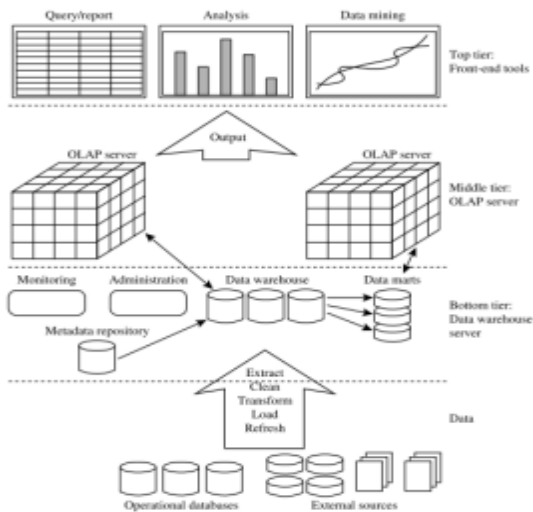 Query/report
Analysis
Data mining
Top tier:
Front-end tools
Output
OLAP server
OLAP server
Middle tier:
OLAP server
Monitoring
Administration
Data warehouse
Data marts
Bottom tier:
Data warehouse
server
Metadata repository
Extract
Clean
Transform
Load
Refresh
Data
Operational databases
External sources